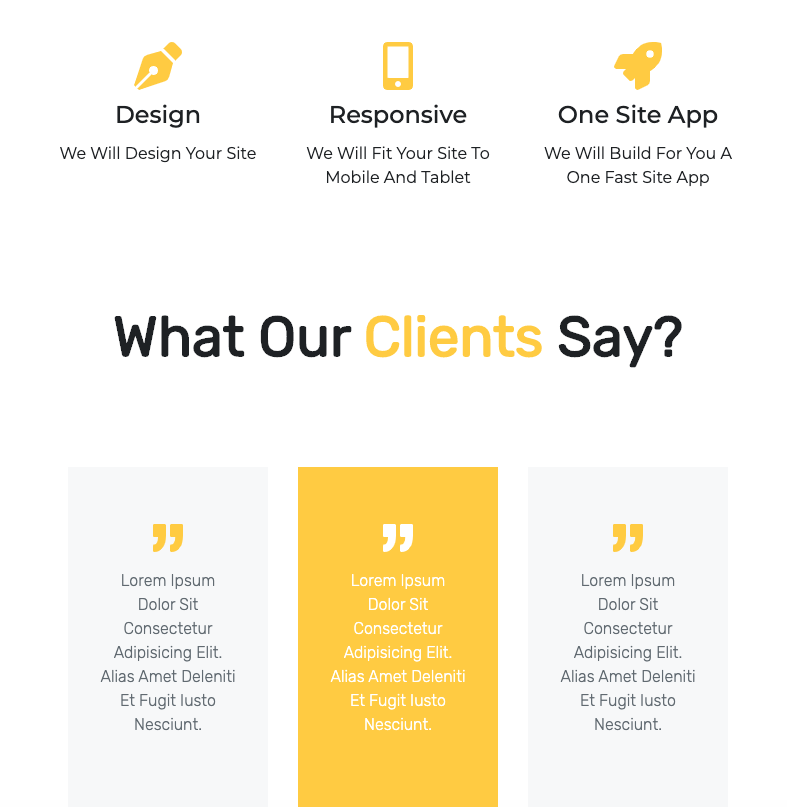 Design
We Will Design Your Site
Responsive
We Will Fit Your Site To
Mobile And Tablet
One Site App
We Will Build For You A
One Fast Site App
What Our Clients Say?
Lorem Ipsum
Dolor Sit
Consectetur
Adipisicing Elit.
Alias Amet Deleniti
Et Fugit Iusto
Nesciunt.
Lorem Ipsum
Dolor Sit
Consectetur
Adipisicing Elit.
Alias Amet Deleniti
Et Fugit Iusto
Nesciunt.
Lorem Ipsum
Dolor Sit
Consectetur
Adipisicing Elit.
Alias Amet Deleniti
Et Fugit Iusto
Nesciunt.